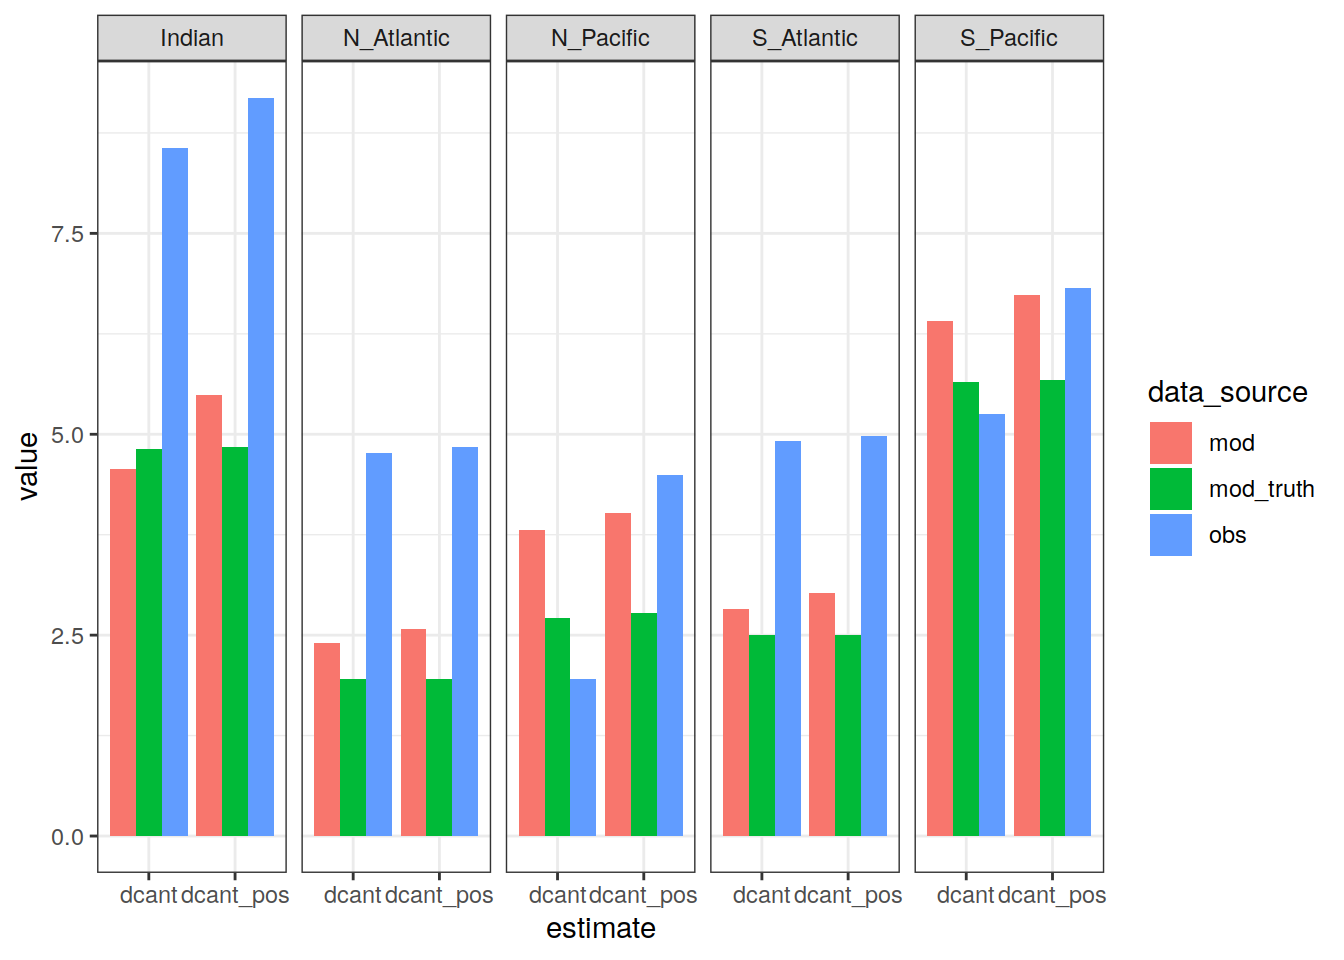 Indian N_Atlantic N_Pacific S_Atlantic S_Pacific
7.5
5.0
2.5
0.0
value
dcant dcant_pos dcant dcant_pos dcant dcant_pos dcant dcant_pos dcant dcant_pos
estimate
data_source
mod
mod_truth
obs